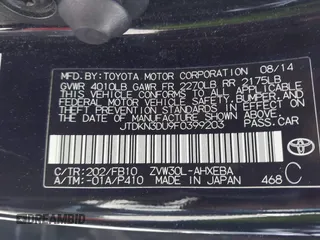 MFD. BY: TOYOTA MOTOR CORPORATION 08/14
GVWR 4010LB GAWR FR 2270LB RR 2175LB
THIS VEHICLE CONFORMS TO ALL APPLICABLE
FEDERAL MOTOR VEHICLE SAFETY, BUMPER, AND
THEFT PREVENTION STANDARDS IN EFFECT ON
THE DATE OF MANUFACTURE SHOWN ABOVE.
JTDKN3DU9F0399203 PASS.CAR
C/TR: 202/FB10 ZVW30L-AHXEBA
A/TM: -01A/P410 MADE IN JAPAN 468 C
TOYOTA
DREAMBID